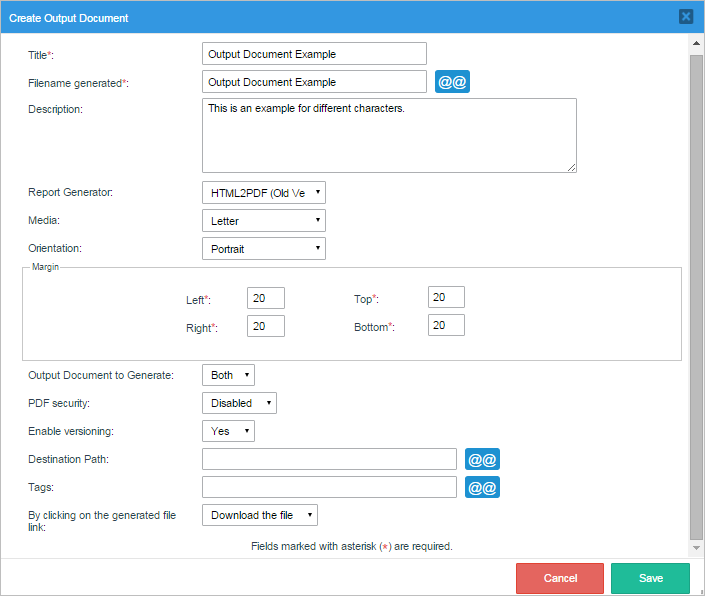 Create Output Document
Title*: Output Document Example
Filename generated*: Output Document Example @@
Description: This is an example for different characters.
Report Generator: HTML2PDF (Old Ve
Media: Letter
Orientation: Portrait
Margin
Left*: 20 Top*: 20
Right*: 20 Bottom*: 20
Output Document to Generate: Both
PDF security: Disabled
Enable versioning: Yes
Destination Path: @@
Tags: @@
By clicking on the generated file Download the file
link:
Fields marked with asterisk (*) are required.
Cancel Save